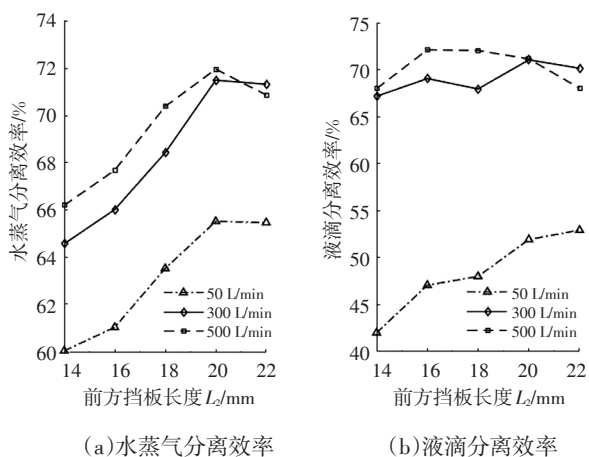 水蒸气分离效率/%
74
72
70
68
66
64
62
60
14 16 18 20 22
50 L/min
300 L/min
500 L/min
前方挡板长度L₂/mm
(a)水蒸气分离效率
液滴分离效率/%
75
70
65
60
55
50
45
40
14 16 18 20 22
50 L/min
300 L/min
500 L/min
前方挡板长度L₂/mm
(b)液滴分离效率